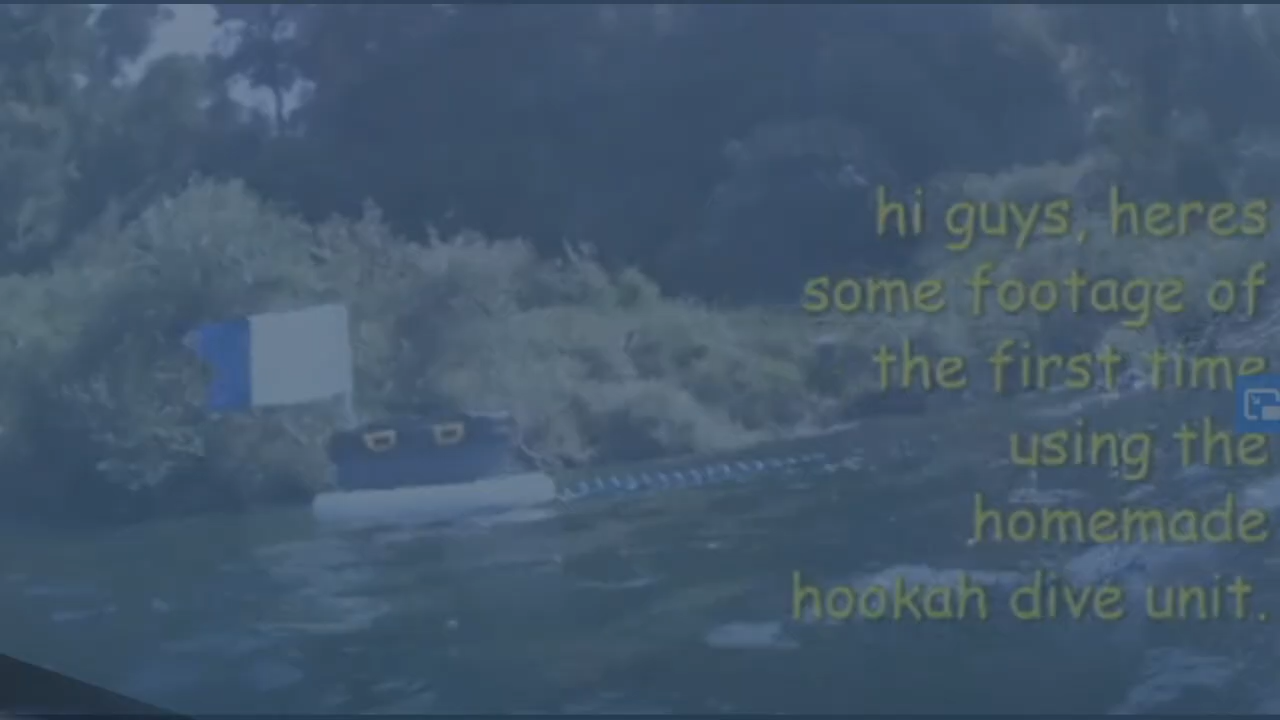 hi guys, heres
some footage of
the first time
using the
homemade
hookah dive unit.